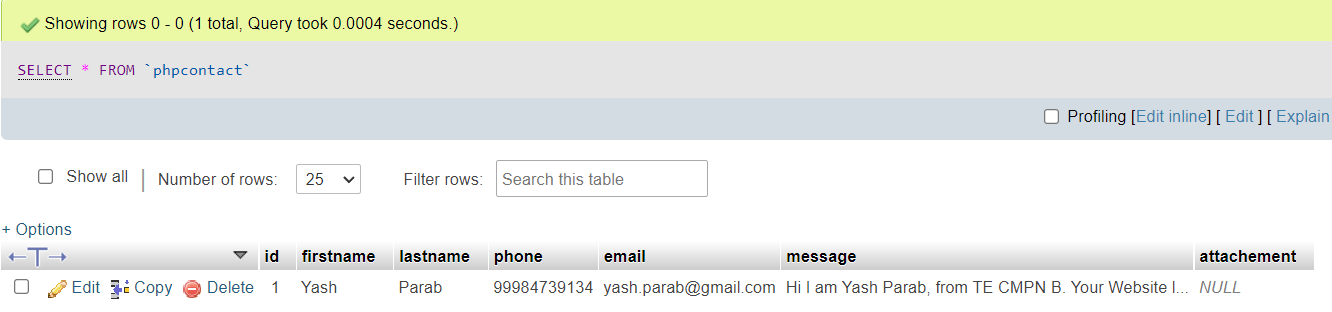 Showing rows 0 - 0 (1 total, Query took 0.0004 seconds.)
SELECT * FROM `phpcontact`
Profiling [Edit inline] [ Edit ] [ Explain
Show all | Number of rows: 25 Filter rows: Search this table
+ Options
←T→ id firstname lastname phone email message attachement
Edit Copy Delete 1 Yash Parab 99984739134 yash.parab@gmail.com Hi I am Yash Parab, from TE CMPN B. Your Website l... NULL